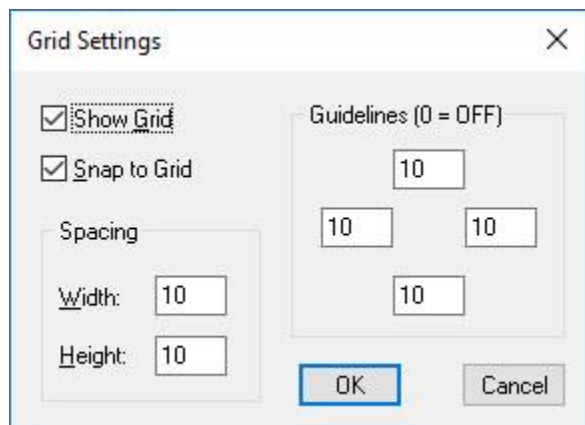 Grid Settings
Show Grid
Snap to Grid
Spacing
Width: 10
Height: 10
Guidelines (0 = OFF)
10
10 10
10
OK Cancel